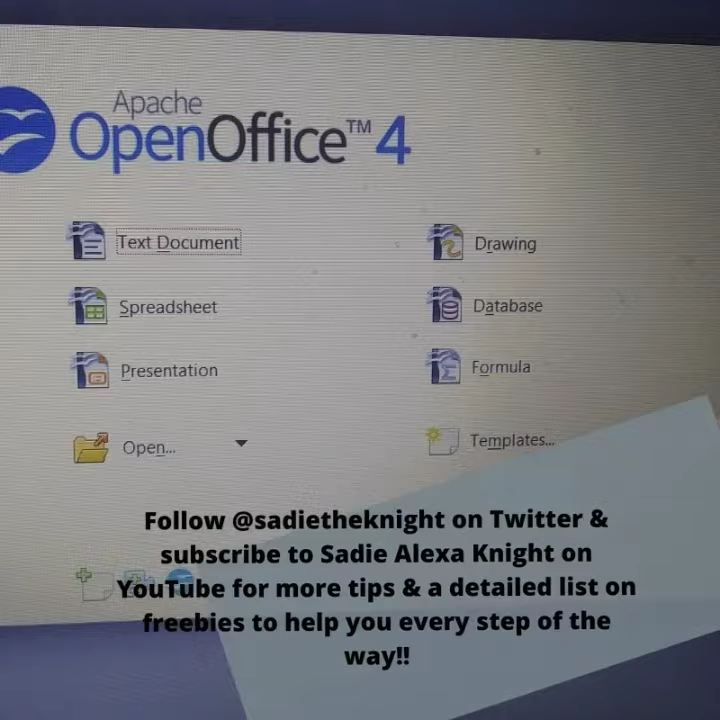 Apache
OpenOffice™ 4
Text Document
Drawing
Spreadsheet
Database
Presentation
Formula
Open...
Templates...
Follow @sadietheknight on Twitter &
subscribe to Sadie Alexa Knight on
YouTube for more tips & a detailed list on
freebies to help you every step of the
way!!